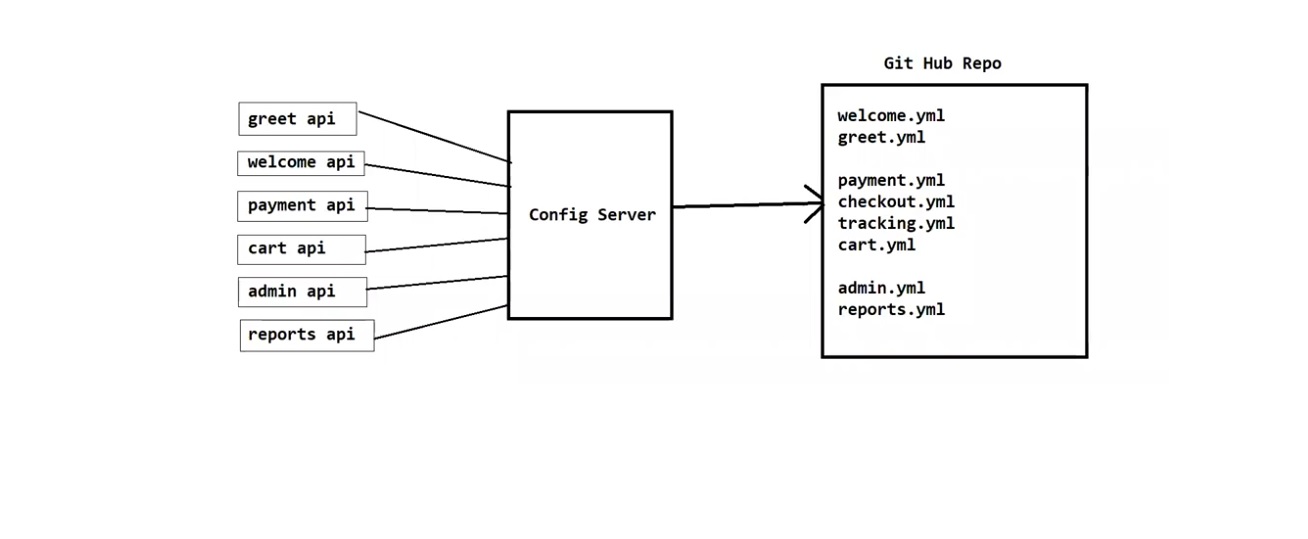 Git Hub Repo
greet api
welcome api
payment api
cart api
admin api
reports api
Config Server
welcome.yml
greet.yml
payment.yml
checkout.yml
tracking.yml
cart.yml
admin.yml
reports.yml